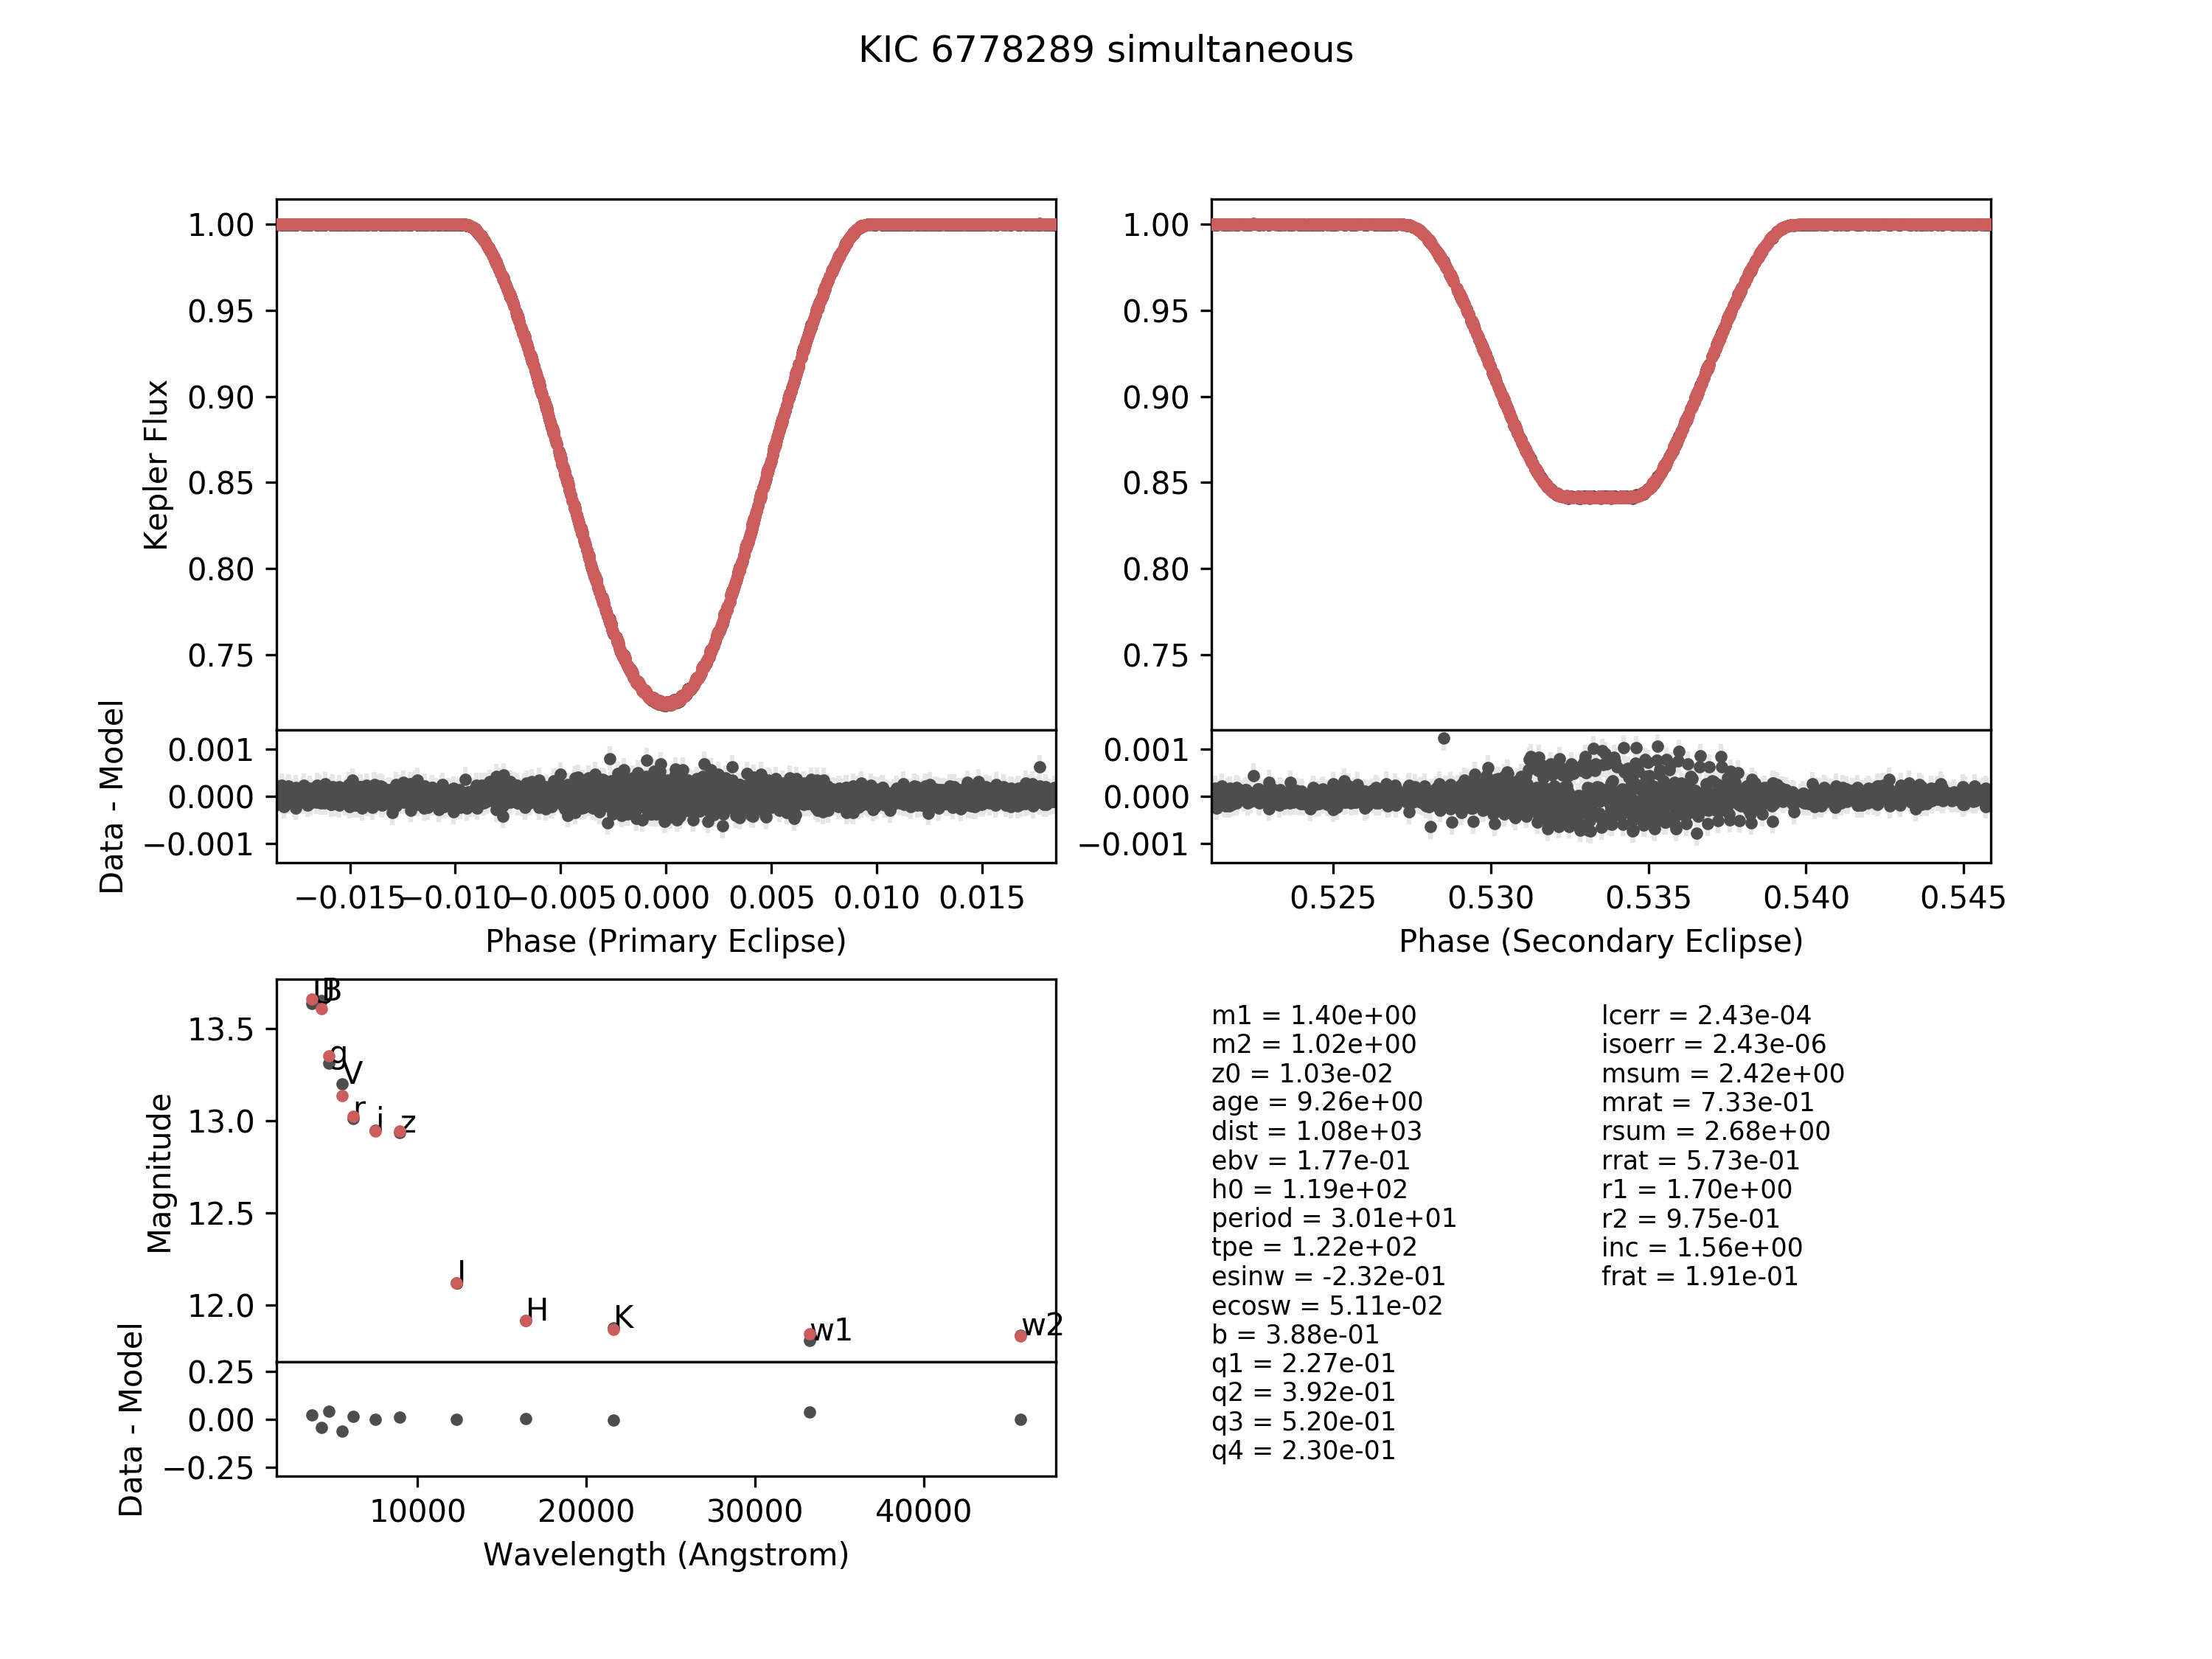 KIC 6778289 simultaneous
Kepler Flux
1.00
0.95
0.90
0.85
0.80
0.75
Data - Model
0.001
0.000
−0.001
−0.015 −0.010 −0.005 0.000 0.005 0.010 0.015
Phase (Primary Eclipse)
1.00
0.95
0.90
0.85
0.80
0.75
0.001
0.000
−0.001
0.525 0.530 0.535 0.540 0.545
Phase (Secondary Eclipse)
Magnitude
13.5
13.0
12.5
12.0
U B
g
V
r i z
J
H
K
w1
w2
Data - Model
0.25
0.00
−0.25
10000 20000 30000 40000
Wavelength (Angstrom)
m1 = 1.40e+00
m2 = 1.02e+00
z0 = 1.03e-02
age = 9.26e+00
dist = 1.08e+03
ebv = 1.77e-01
h0 = 1.19e+02
period = 3.01e+01
tpe = 1.22e+02
esinw = -2.32e-01
ecosw = 5.11e-02
b = 3.88e-01
q1 = 2.27e-01
q2 = 3.92e-01
q3 = 5.20e-01
q4 = 2.30e-01
lcerr = 2.43e-04
isoerr = 2.43e-06
msum = 2.42e+00
mrat = 7.33e-01
rsum = 2.68e+00
rrat = 5.73e-01
r1 = 1.70e+00
r2 = 9.75e-01
inc = 1.56e+00
frat = 1.91e-01